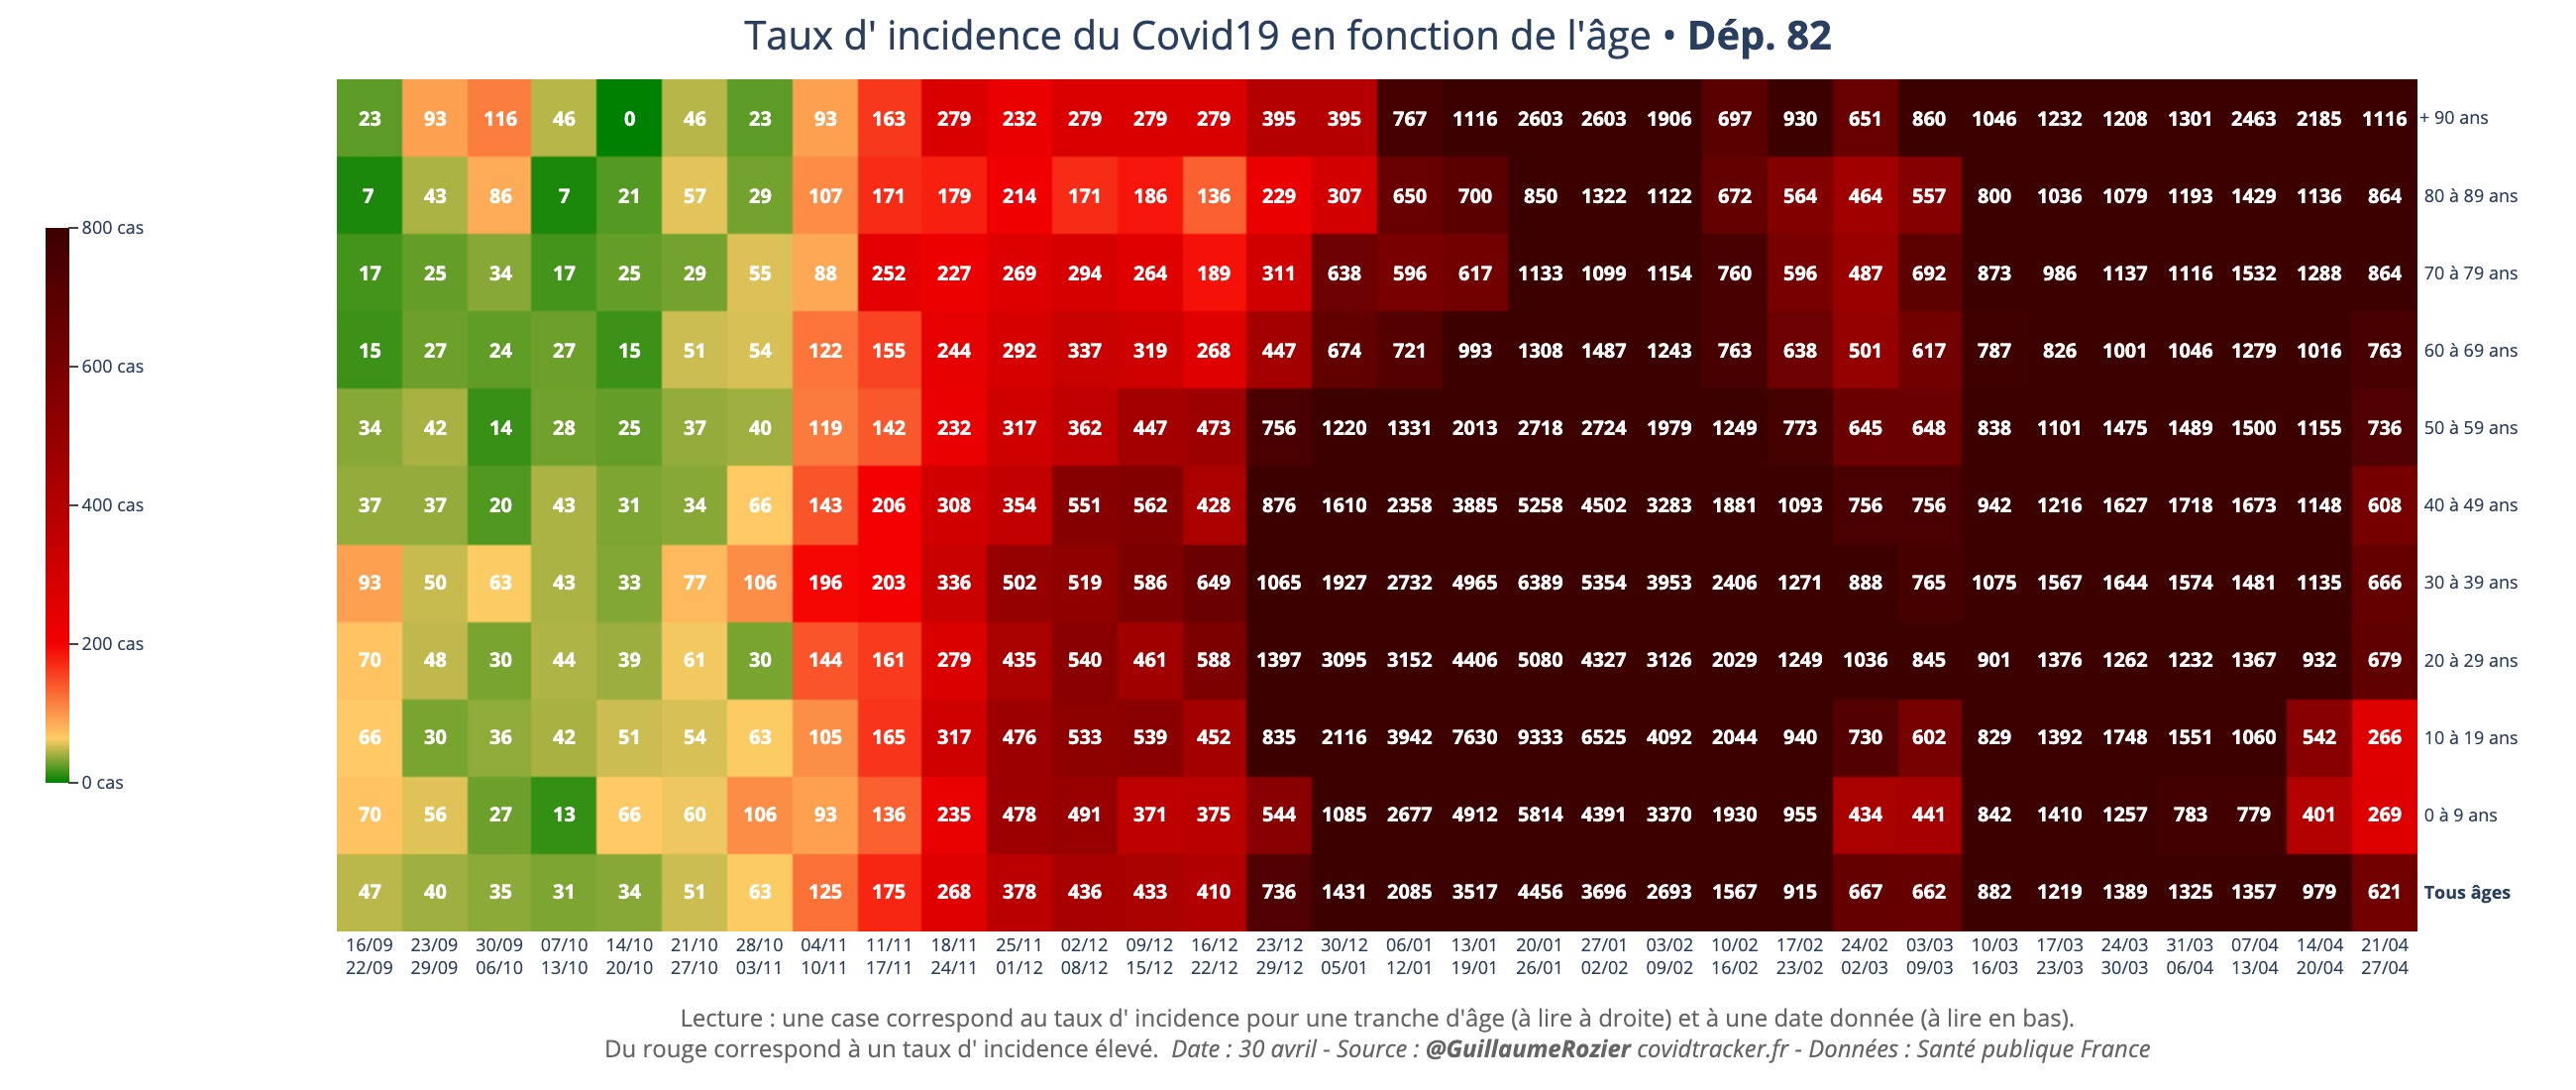 Taux d' incidence du Covid19 en fonction de l'âge • Dép. 82
23 93 116 46 0 46 23 93 163 279 232 279 279 279 395 395 767 1116 2603 2603 1906 697 930 651 860 1046 1232 1208 1301 2463 2185 1116 + 90 ans
7 43 86 7 21 57 29 107 171 179 214 171 186 136 229 307 650 700 850 1322 1122 672 564 464 557 800 1036 1079 1193 1429 1136 864 80 à 89 ans
800 cas
17 25 34 17 25 29 55 88 252 227 269 294 264 189 311 638 596 617 1133 1099 1154 760 596 487 692 873 986 1137 1116 1532 1288 864 70 à 79 ans
15 27 24 27 15 51 54 122 155 244 292 337 319 268 447 674 721 993 1308 1487 1243 763 638 501 617 787 826 1001 1046 1279 1016 763 60 à 69 ans
600 cas
34 42 14 28 25 37 40 119 142 232 317 362 447 473 756 1220 1331 2013 2718 2724 1979 1249 773 645 648 838 1101 1475 1489 1500 1155 736 50 à 59 ans
400 cas
37 37 20 43 31 34 66 143 206 308 354 551 562 428 876 1610 2358 3885 5258 4502 3283 1881 1093 756 756 942 1216 1627 1718 1673 1148 608 40 à 49 ans
93 50 63 43 33 77 106 196 203 336 502 519 586 649 1065 1927 2732 4965 6389 5354 3953 2406 1271 888 765 1075 1567 1644 1574 1481 1135 666 30 à 39 ans
200 cas
70 48 30 44 39 61 30 144 161 279 435 540 461 588 1397 3095 3152 4406 5080 4327 3126 2029 1249 1036 845 901 1376 1262 1232 1367 932 679 20 à 29 ans
66 30 36 42 51 54 63 105 165 317 476 533 539 452 835 2116 3942 7630 9333 6525 4092 2044 940 730 602 829 1392 1748 1551 1060 542 266 10 à 19 ans
0 cas
70 56 27 13 66 60 106 93 136 235 478 491 371 375 544 1085 2677 4912 5814 4391 3370 1930 955 434 441 842 1410 1257 783 779 401 269 0 à 9 ans
47 40 35 31 34 51 63 125 175 268 378 436 433 410 736 1431 2085 3517 4456 3696 2693 1567 915 667 662 882 1219 1389 1325 1357 979 621 Tous âges
16/09 23/09 30/09 07/10 14/10 21/10 28/10 04/11 11/11 18/11 25/11 02/12 09/12 16/12 23/12 30/12 06/01 13/01 20/01 27/01 03/02 10/02 17/02 24/02 03/03 10/03 17/03 24/03 31/03 07/04 14/04 21/04
22/09 29/09 06/10 13/10 20/10 27/10 03/11 10/11 17/11 24/11 01/12 08/12 15/12 22/12 29/12 05/01 12/01 19/01 26/01 02/02 09/02 16/02 23/02 02/03 09/03 16/03 23/03 30/03 06/04 13/04 20/04 27/04
Lecture : une case correspond au taux d' incidence pour une tranche d'âge (à lire à droite) et à une date donnée (à lire en bas).
Du rouge correspond à un taux d' incidence élevé. Date : 30 avril - Source : @GuillaumeRozier covidtracker.fr - Données : Santé publique France